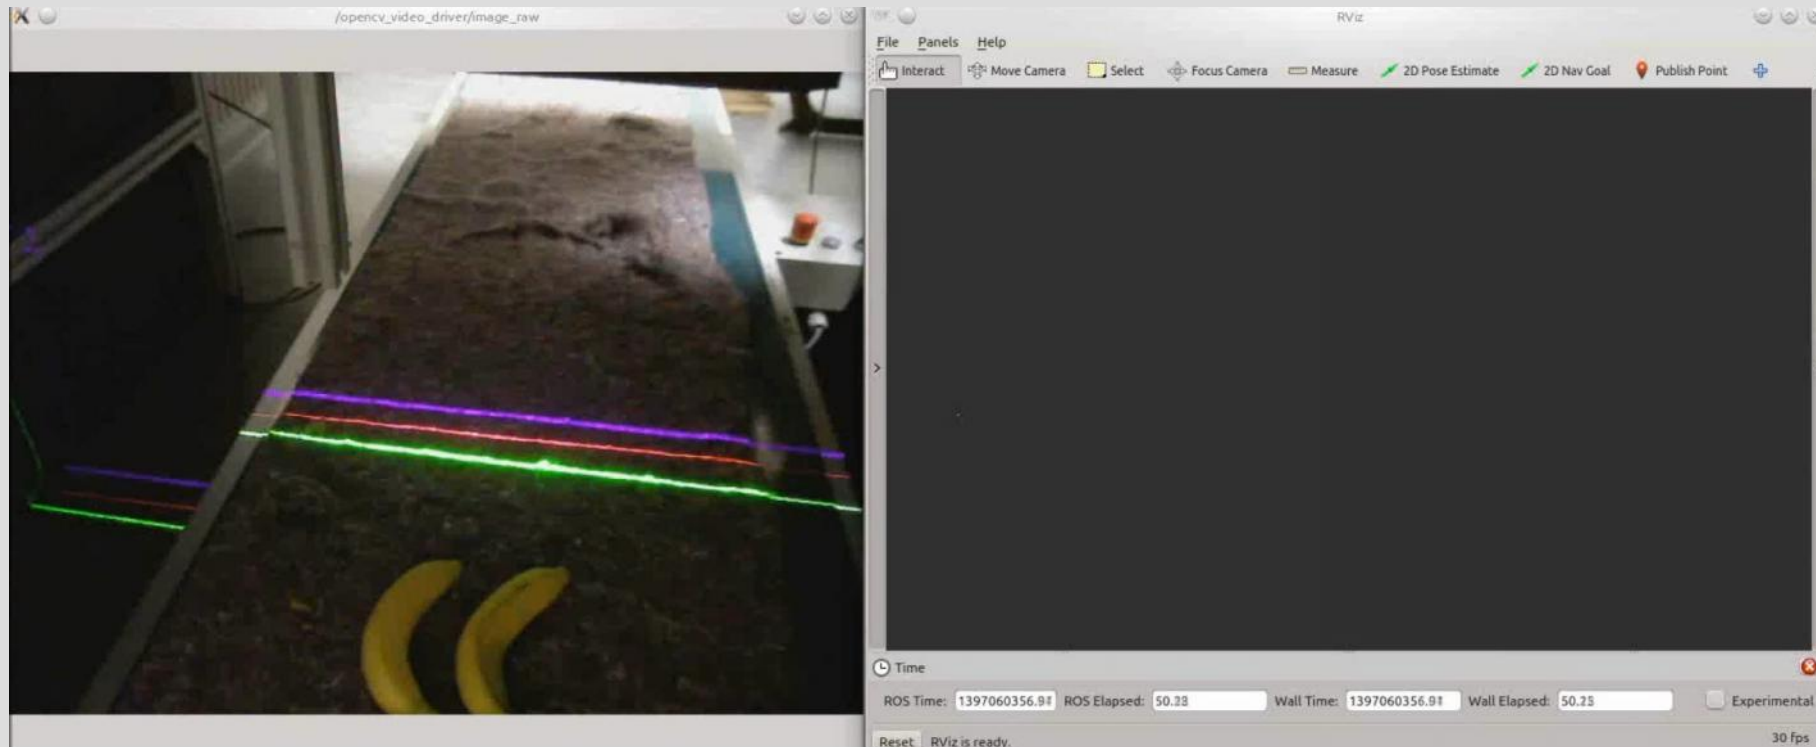 /opencv_video_driver/image_raw
RViz
File Panels Help
Interact Move Camera Select Focus Camera Measure 2D Pose Estimate 2D Nav Goal Publish Point
Time
ROS Time: ROS Elapsed: Wall Time: Wall Elapsed: Experimental
Reset RViz is ready. 30 fps